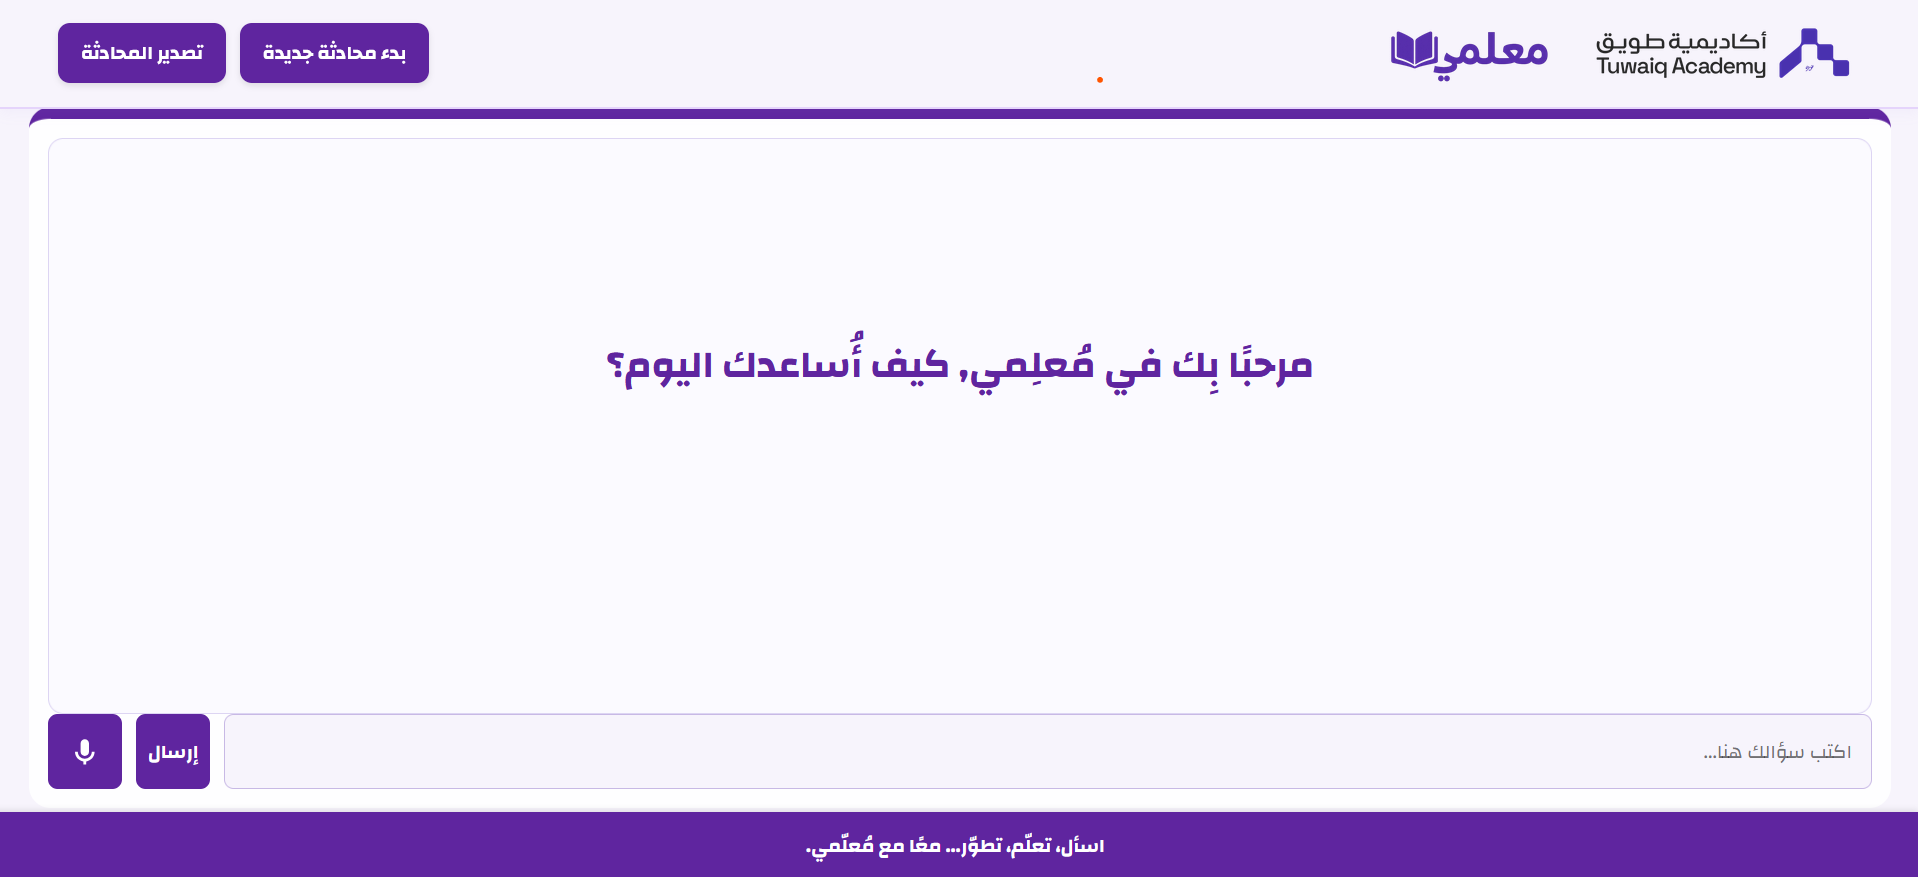 أكاديمية طويق
Tuwaiq Academy
معلمي
بدء محادثة جديدة
تصدير المحادثة
مرحبًا بِك في مُعلِمي, كيف أُساعدك اليوم؟
اكتب سؤالك هنا...
إرسال
اسأل، تعلّم، تطوّر... معًا مع مُعلّمي.